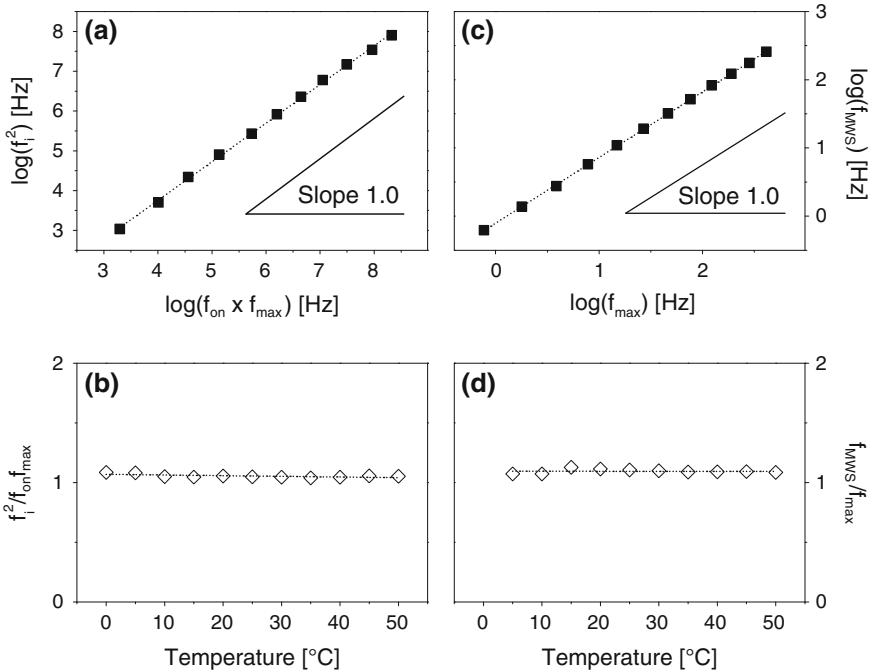 (a)
log(f_i^2) [Hz]
8
7
6
5
4
3
Slope 1.0
3 4 5 6 7 8
log(f_on x f_max) [Hz]
(c)
3
2
1
0
log(f_MWS) [Hz]
Slope 1.0
0 1 2
log(f_max) [Hz]
(b)
f_i^2/f_on f_max
2
1
0
0 10 20 30 40 50
Temperature [°C]
(d)
2
1
0
f_MWS/f_max
0 10 20 30 40 50
Temperature [°C]